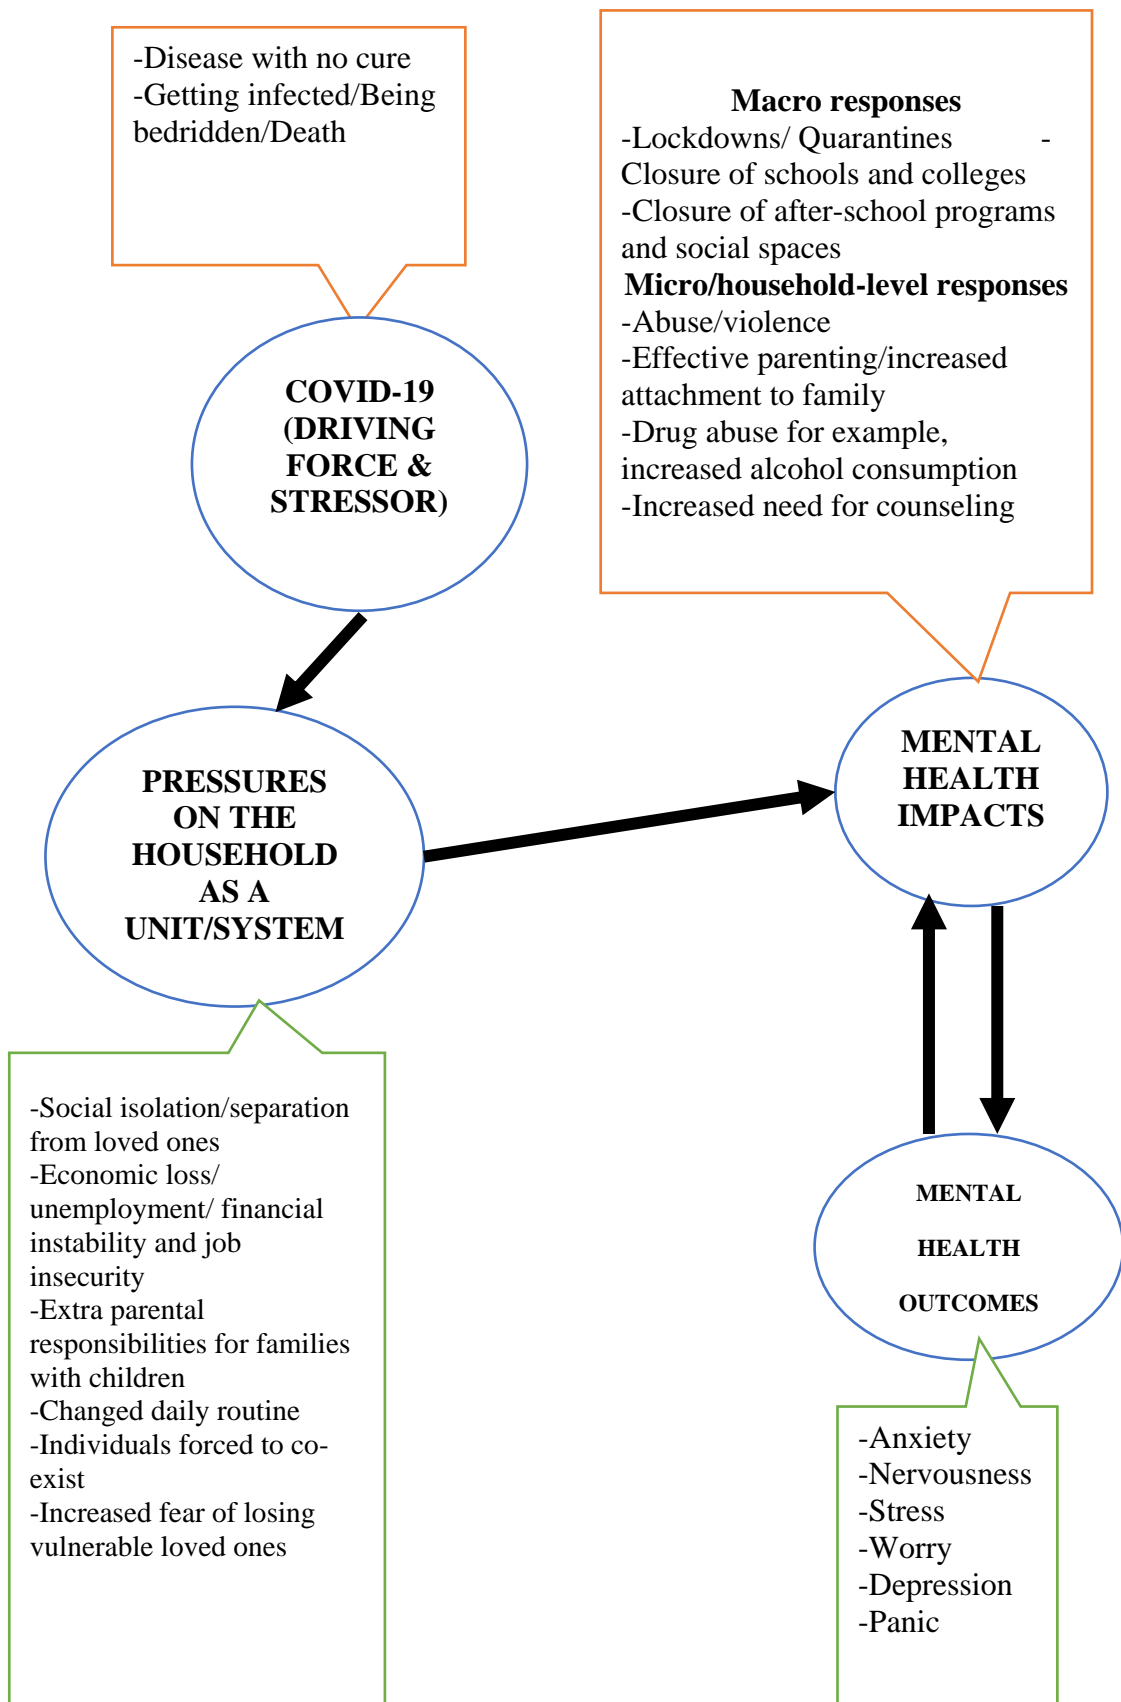 -Disease with no cure
-Getting infected/Being
bedridden/Death
Macro responses
-Lockdowns/ Quarantines -
Closure of schools and colleges
-Closure of after-school programs
and social spaces
Micro/household-level responses
-Abuse/violence
-Effective parenting/increased
attachment to family
-Drug abuse for example,
increased alcohol consumption
-Increased need for counseling
COVID-19
(DRIVING
FORCE &
STRESSOR)
PRESSURES
ON THE
HOUSEHOLD
AS A
UNIT/SYSTEM
MENTAL
HEALTH
IMPACTS
-Social isolation/separation
from loved ones
-Economic loss/
unemployment/ financial
instability and job
insecurity
-Extra parental
responsibilities for families
with children
-Changed daily routine
-Individuals forced to co-
exist
-Increased fear of losing
vulnerable loved ones
MENTAL
HEALTH
OUTCOMES
-Anxiety
-Nervousness
-Stress
-Worry
-Depression
-Panic